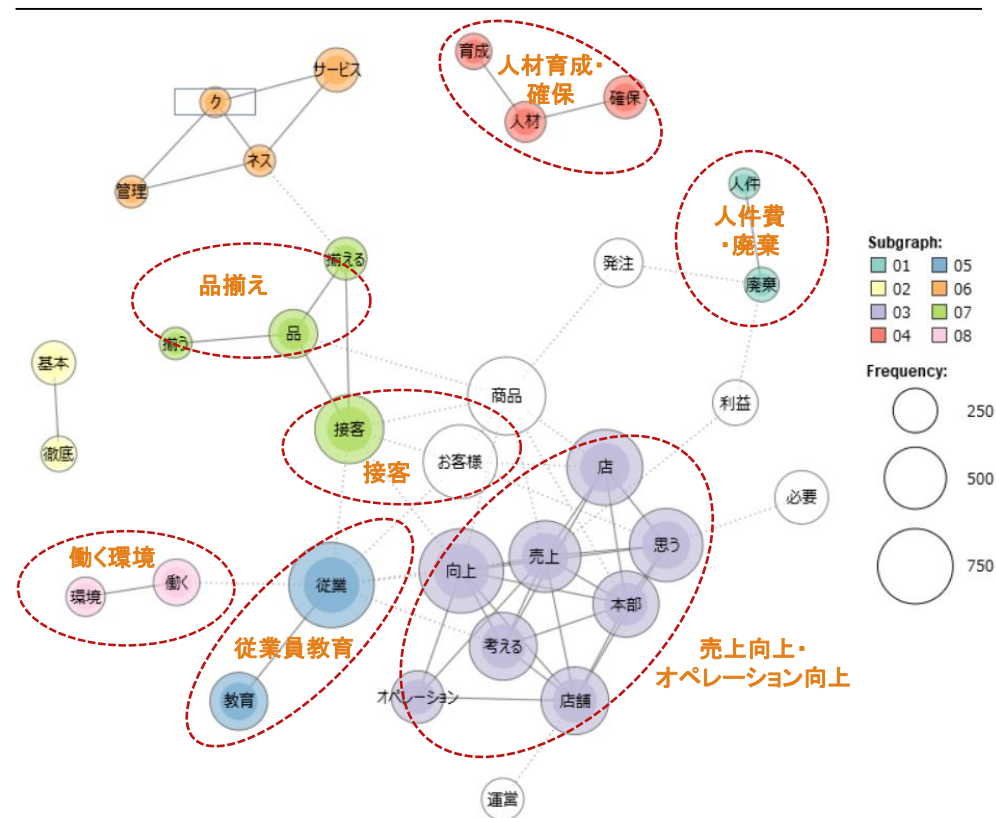 サービス
ク
ネス
管理
育成
人材育成・
確保
確保
人材
人件
人件費
・廃棄
廃棄
発注
揃える
品揃え
品
揃う
基本
徹底
商品
利益
接客
お客様
接客
店
必要
思う
売上
向上
本部
考える
オペレーション
店舗
売上向上・
オペレーション向上
働く環境
働く
環境
従業
従業員教育
教育
運営
Subgraph:
01 05
02 06
03 07
04 08
Frequency:
250
500
750